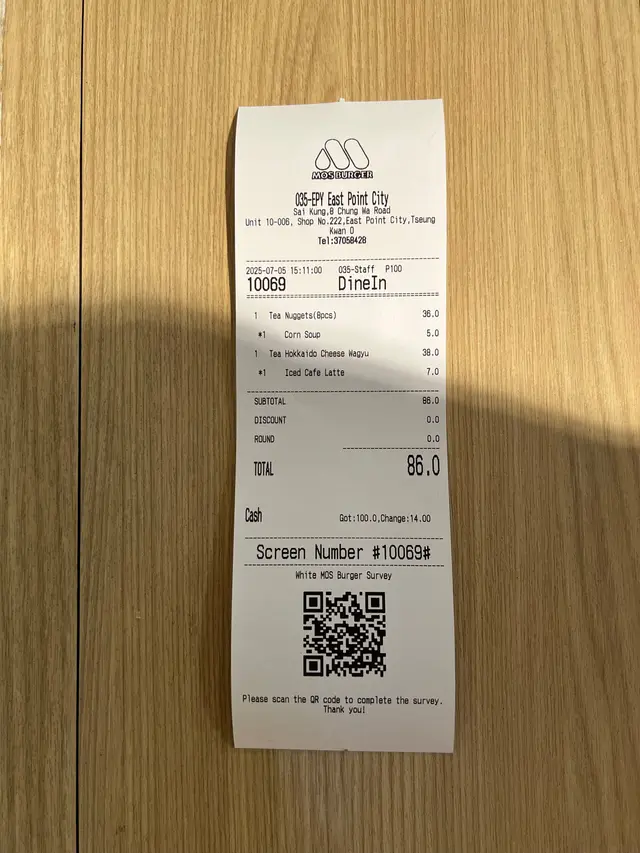 MOS BURGER
035-EPY East Point City
Sai Kung,8 Chung Wa Road
Unit 10-006, Shop No.222,East Point City,Tseung
Kwan O
Tel:37058428
2025-07-05 15:11:00 035-Staff P100
10069 DineIn
1 Tea Nuggets(8pcs) 36.0
*1 Corn Soup 5.0
1 Tea Hokkaido Cheese Wagyu 38.0
*1 Iced Cafe Latte 7.0
SUBTOTAL 86.0
DISCOUNT 0.0
ROUND 0.0
TOTAL 86.0
Cash Got:100.0,Change:14.00
Screen Number #10069#
White MOS Burger Survey
Please scan the QR code to complete the survey.
Thank you!